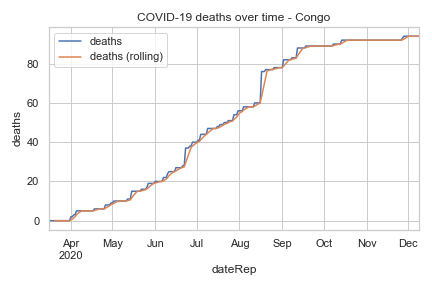 COVID-19 deaths over time - Congo
deaths
deaths (rolling)
deaths
80
60
40
20
0
Apr May Jun Jul Aug Sep Oct Nov Dec
2020
dateRep